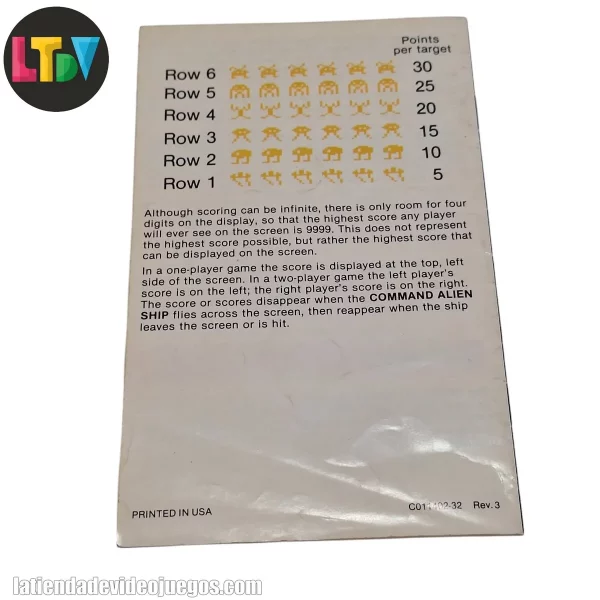 LTDV
Points
per target
Row 6 30
Row 5 25
Row 4 20
Row 3 15
Row 2 10
Row 1 5
Although scoring can be infinite, there is only room for four
digits on the display, so that the highest score any player
will ever see on the screen is 9999. This does not represent
the highest score possible, but rather the highest score that
can be displayed on the screen.
In a one-player game the score is displayed at the top, left
side of the screen. In a two-player game the left player's
score is on the left; the right player's score is on the right.
The score or scores disappear when the COMMAND ALIEN
SHIP flies across the screen, then reappear when the ship
leaves the screen or is hit.
PRINTED IN USA
Rev. 3
latiendadevideojuegos.com